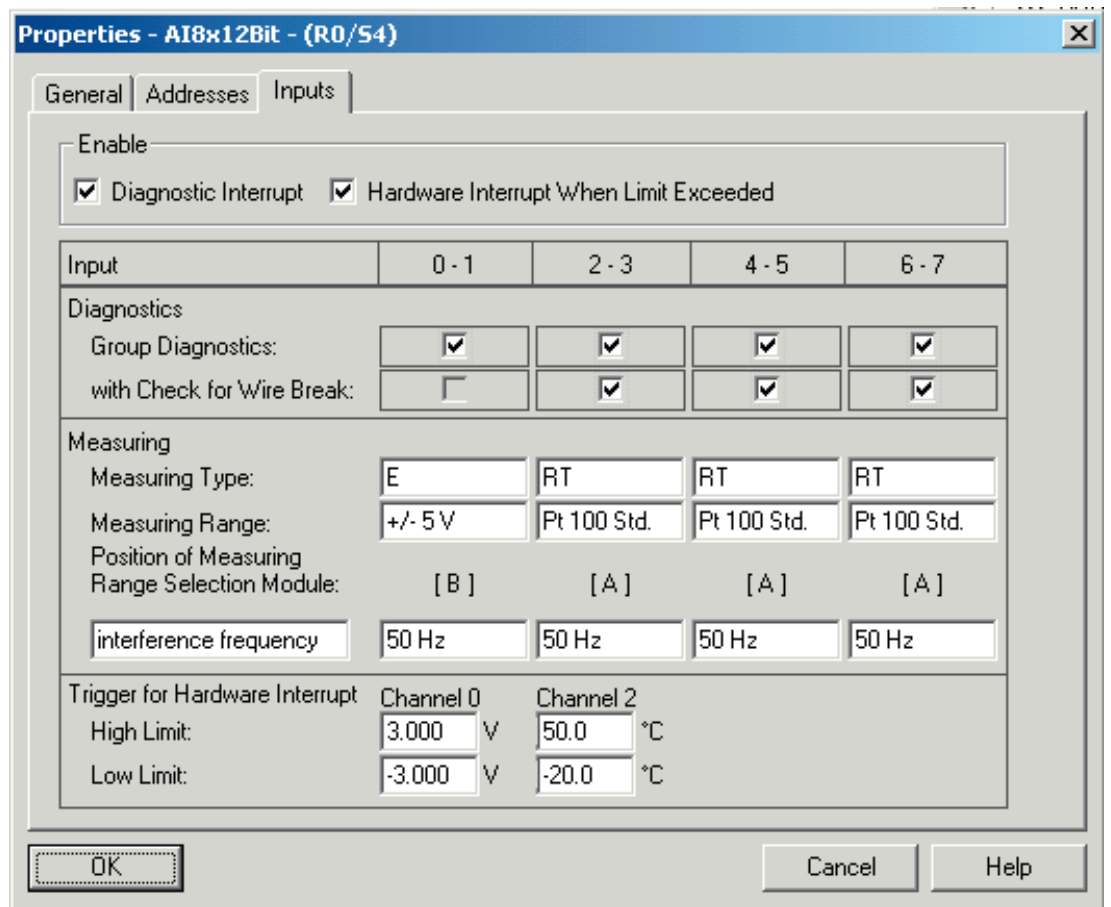 Properties - AI8x12Bit - (R0/S4)
General Addresses Inputs
Enable
Diagnostic Interrupt Hardware Interrupt When Limit Exceeded
Input 0 - 1 2 - 3 4 - 5 6 - 7
Diagnostics
Group Diagnostics:
with Check for Wire Break:
Measuring
Measuring Type: E RT RT RT
Measuring Range: +/- 5 V Pt 100 Std. Pt 100 Std. Pt 100 Std.
Position of Measuring
Range Selection Module: [ B ] [ A ] [ A ] [ A ]
interference frequency 50 Hz 50 Hz 50 Hz 50 Hz
Trigger for Hardware Interrupt Channel 0 Channel 2
High Limit: 3.000 V 50.0 °C
Low Limit: -3.000 V -20.0 °C
OK Cancel Help